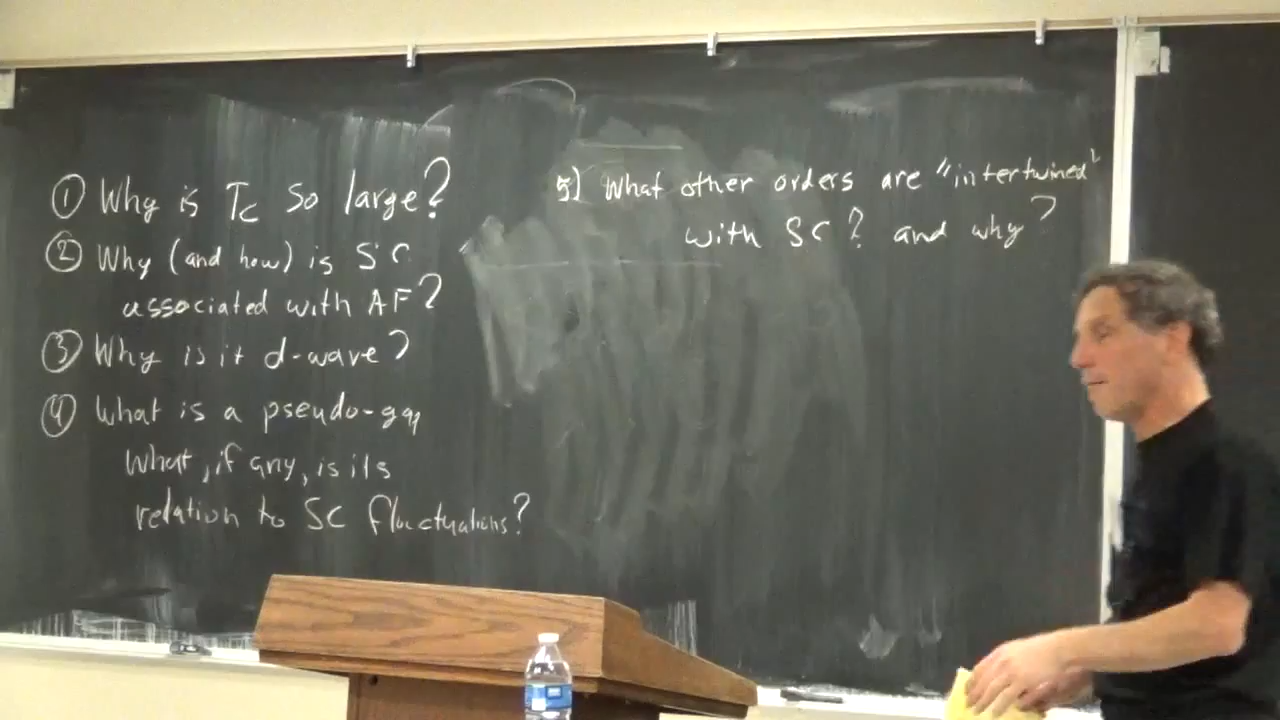 ① Why is Tc so large?
② Why (and how) is SC
associated with AF?
③ Why is it d-wave?
④ What is a pseudo-gap
What, if any, is its
relation to SC fluctuations?
5) What other orders are "intertwined"
with SC? and why?